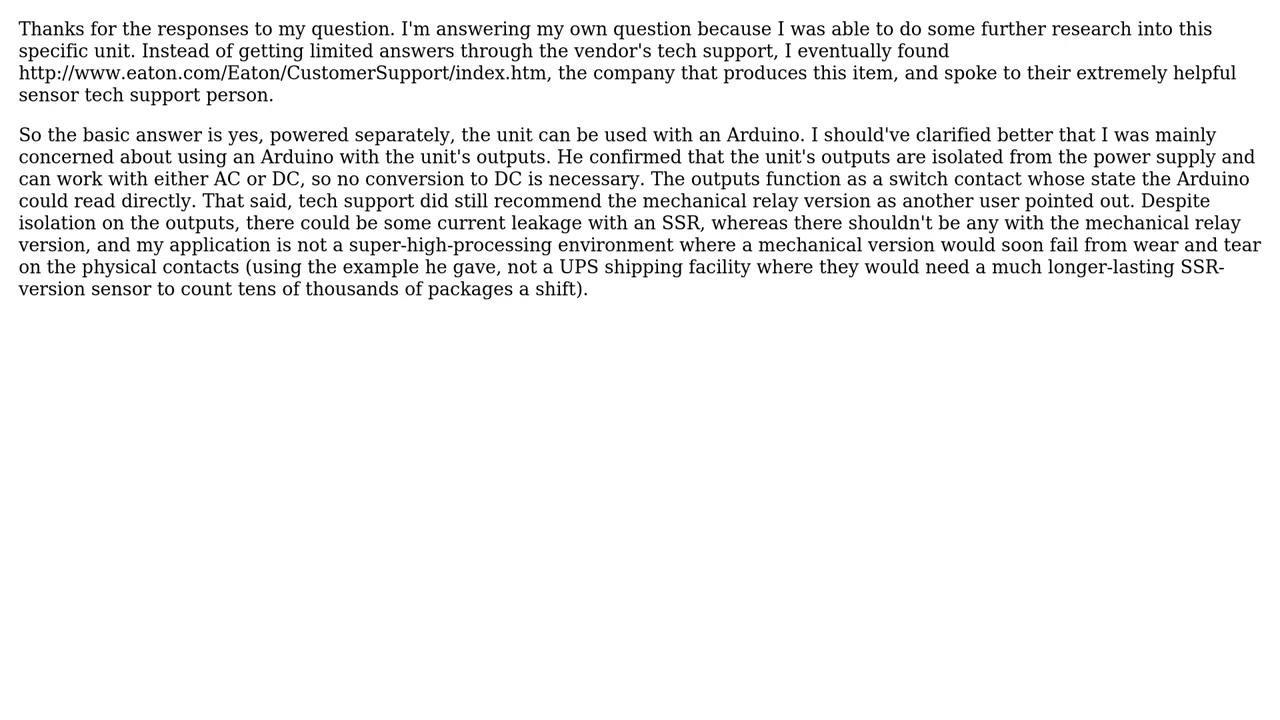 Thanks for the responses to my question. I'm answering my own question because I was able to do some further research into this
specific unit. Instead of getting limited answers through the vendor's tech support, I eventually found
http://www.eaton.com/Eaton/CustomerSupport/index.htm, the company that produces this item, and spoke to their extremely helpful
sensor tech support person.
So the basic answer is yes, powered separately, the unit can be used with an Arduino. I should've clarified better that I was mainly
concerned about using an Arduino with the unit's outputs. He confirmed that the unit's outputs are isolated from the power supply and
can work with either AC or DC, so no conversion to DC is necessary. The outputs function as a switch contact whose state the Arduino
could read directly. That said, tech support did still recommend the mechanical relay version as another user pointed out. Despite
isolation on the outputs, there could be some current leakage with an SSR, whereas there shouldn't be any with the mechanical relay
version, and my application is not a super-high-processing environment where a mechanical version would soon fail from wear and tear
on the physical contacts (using the example he gave, not a UPS shipping facility where they would need a much longer-lasting SSR-
version sensor to count tens of thousands of packages a shift).